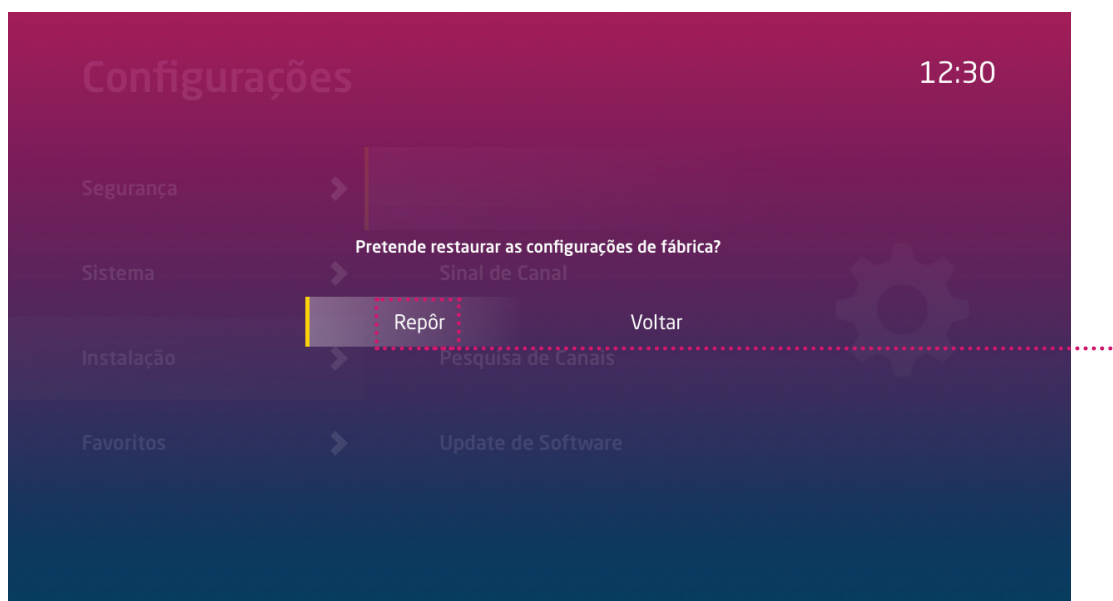 Configurações
12:30
Segurança
Pretende restaurar as configurações de fábrica?
Sistema
Sinal de Canal
Repôr
Voltar
Instalação
Pesquisa de Canais
Favoritos
Update de Software